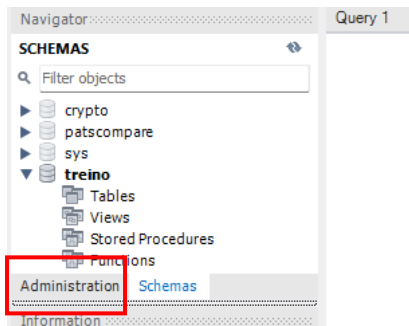 Navigator
Query 1
SCHEMAS
Filter objects
crypto
patscompare
sys
treino
Tables
Views
Stored Procedures
Functions
Administration Schemas
Information